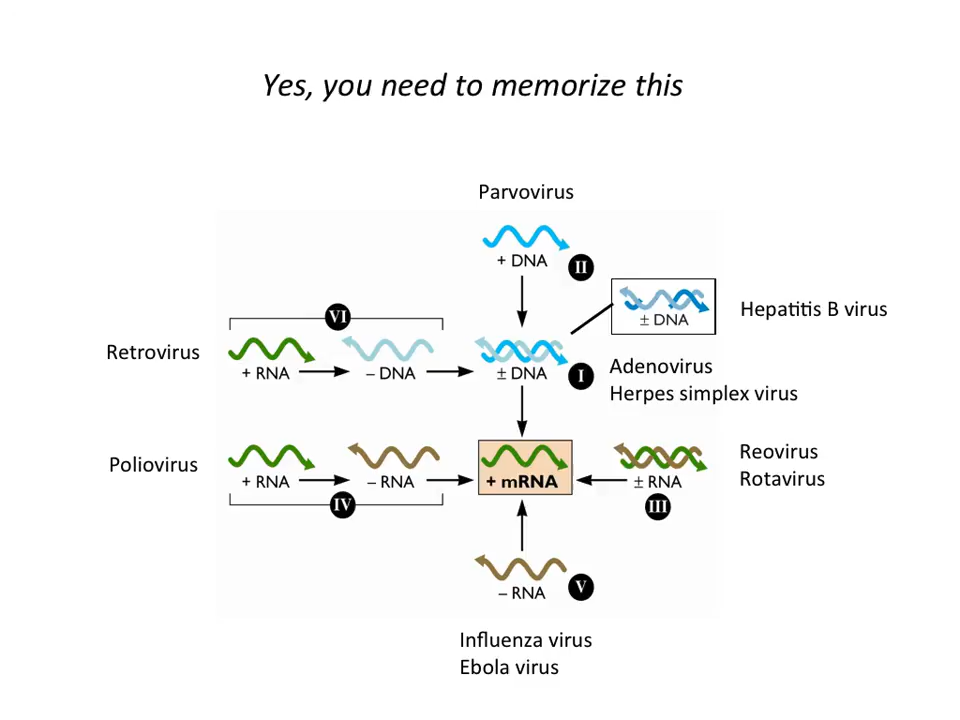 Yes, you need to memorize this
Parvovirus
+ DNA
II
± DNA
Hepatitis B virus
VI
Retrovirus
+ RNA
– DNA
± DNA
I
Adenovirus
Herpes simplex virus
Poliovirus
+ RNA
– RNA
IV
+ mRNA
± RNA
III
Reovirus
Rotavirus
– RNA
V
Influenza virus
Ebola virus